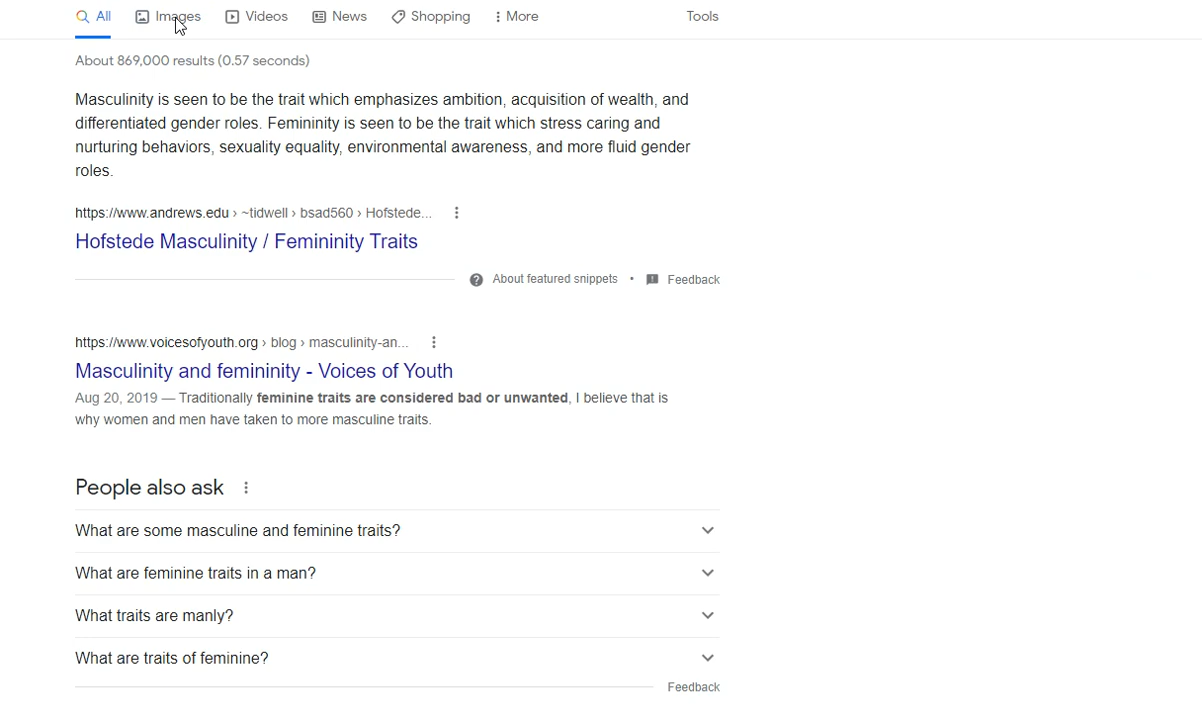 All Images Videos News Shopping More Tools
About 869,000 results (0.57 seconds)
Masculinity is seen to be the trait which emphasizes ambition, acquisition of wealth, and
differentiated gender roles. Femininity is seen to be the trait which stress caring and
nurturing behaviors, sexuality equality, environmental awareness, and more fluid gender
roles.
https://www.andrews.edu › ~tidwell › bsad560 › Hofstede...
Hofstede Masculinity / Femininity Traits
About featured snippets • Feedback
https://www.voicesofyouth.org › blog › masculinity-an...
Masculinity and femininity - Voices of Youth
Aug 20, 2019 — Traditionally feminine traits are considered bad or unwanted, I believe that is
why women and men have taken to more masculine traits.
People also ask
What are some masculine and feminine traits?
What are feminine traits in a man?
What traits are manly?
What are traits of feminine?
Feedback